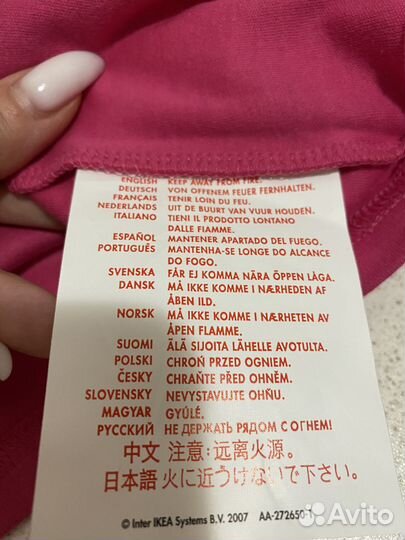 ENGLISH KEEP AWAY FROM FIRE.
DEUTSCH VON OFFENEM FEUER FERNHALTEN.
FRANÇAIS TENIR LOIN DU FEU.
NEDERLANDS UIT DE BUURT VAN VUUR HOUDEN.
ITALIANO TIENI IL PRODOTTO LONTANO
DALLE FIAMME.
ESPAÑOL MANTENER APARTADO DEL FUEGO.
PORTUGUÊS MANTENHA-SE LONGE DO ALCANCE
DO FOGO.
SVENSKA FÅR EJ KOMMA NÄRA ÖPPEN LÅGA.
DANSK MÅ IKKE KOMME I NÆRHEDEN AF
ÅBEN ILD.
NORSK MÅ IKKE KOMME I NÆRHETEN AV
ÅPEN FLAMME.
SUOMI ÄLÄ SIJOITA LÄHELLE AVOTULTA.
POLSKI CHROŃ PRZED OGNIEM.
ČESKY CHRAŇTE PŘED OHNĚM.
SLOVENSKY NEVYSTAVUJTE OHŇU.
MAGYAR GYÚLÉ.
РУССКИЙ НЕ ДЕРЖАТЬ РЯДОМ С ОГНЕМ!
中文 注意：远离火源。
日本語 火に近づけないで下さい。
© Inter IKEA Systems B.V. 2007 AA-272650-1
Avito